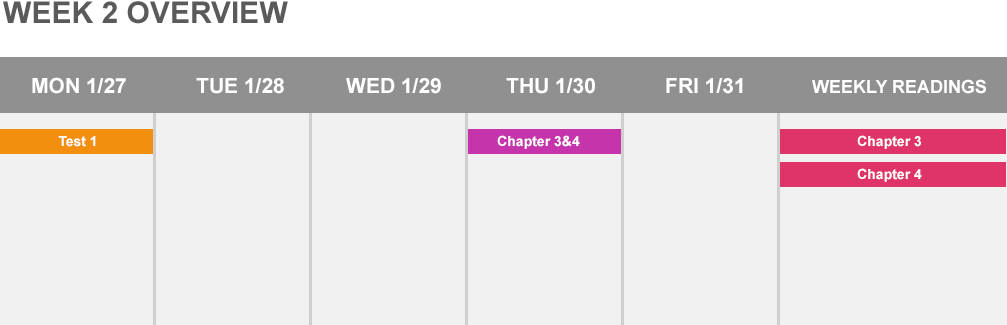 WEEK 2 OVERVIEW
MON 1/27 TUE 1/28 WED 1/29 THU 1/30 FRI 1/31 WEEKLY READINGS
Test 1 Chapter 3&4 Chapter 3
Chapter 4